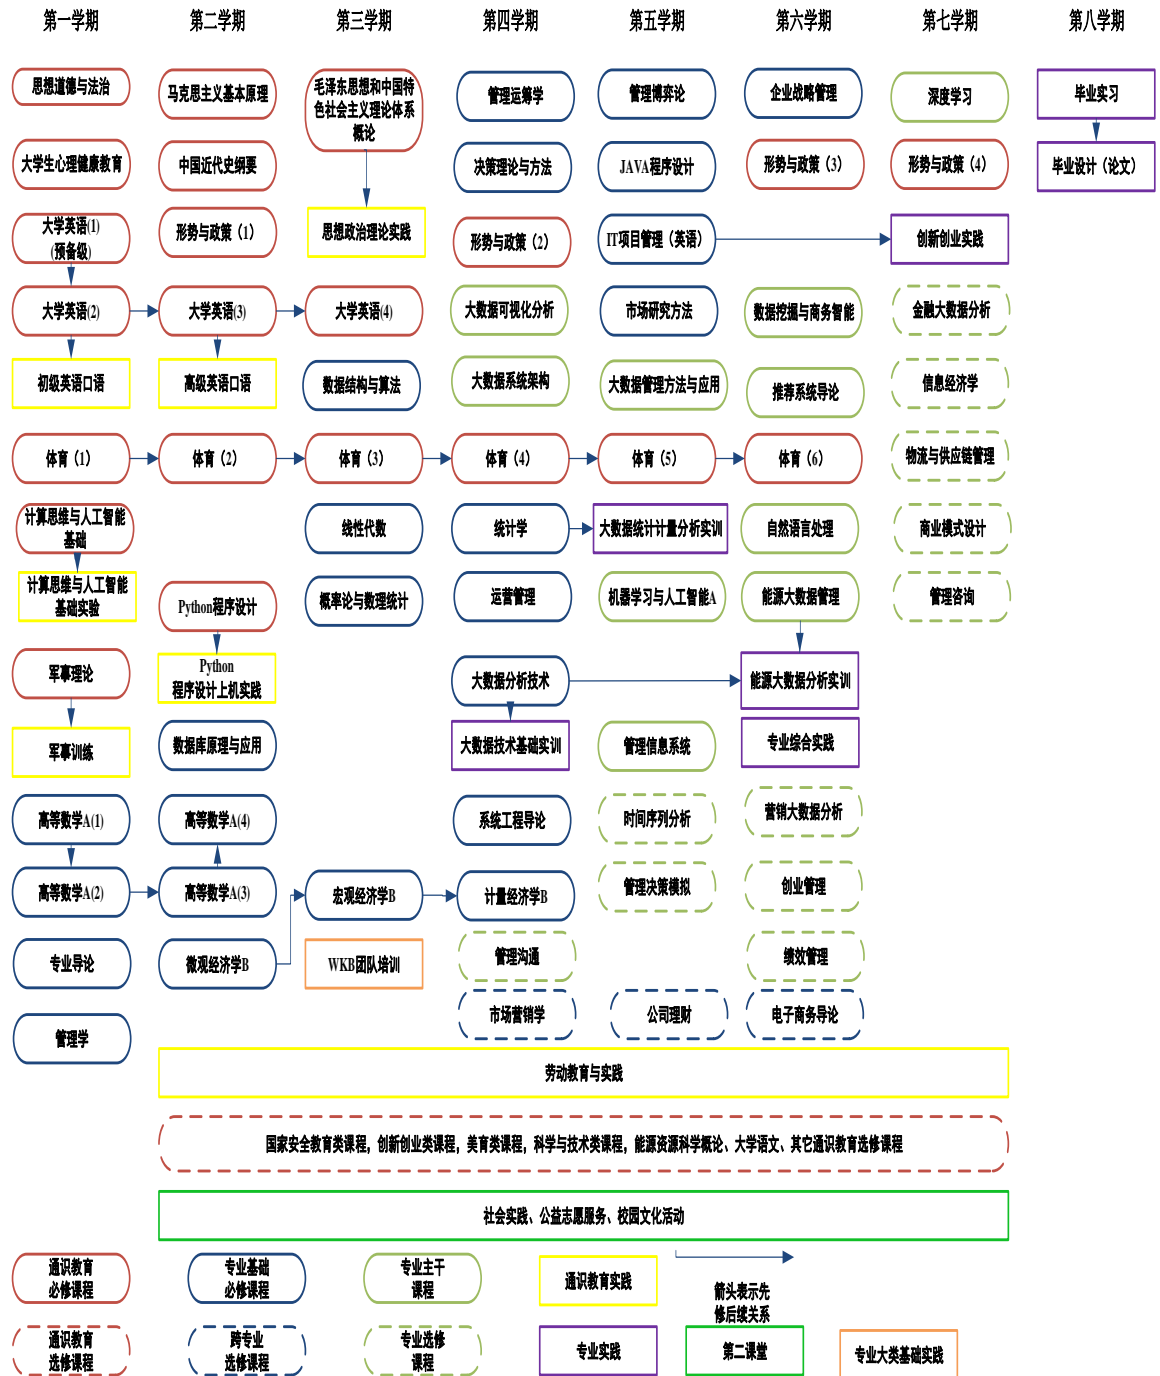 第一学期 第二学期 第三学期 第四学期 第五学期 第六学期 第七学期 第八学期
思想道德与法治
马克思主义基本原理
毛泽东思想和中国特
色社会主义理论体系
概论
管理运筹学
管理博弈论
企业战略管理
深度学习
毕业实习
大学生心理健康教育
中国近代史纲要
决策理论与方法
JAVA程序设计
形势与政策（3）
形势与政策（4）
毕业设计（论文）
大学英语(1)
(预备级)
形势与政策（1）
思想政治理论实践
形势与政策（2）
IT项目管理（英语）
创新创业实践
大学英语(2)
大学英语(3)
大学英语(4)
大数据可视化分析
市场研究方法
数据挖掘与商务智能
金融大数据分析
初级英语口语
高级英语口语
数据结构与算法
大数据系统架构
大数据管理方法与应用
推荐系统导论
信息经济学
体育（1）
体育（2）
体育（3）
体育（4）
体育（5）
体育（6）
物流与供应链管理
计算思维与人工智能
基础
线性代数
统计学
大数据统计计量分析实训
自然语言处理
商业模式设计
计算思维与人工智能
基础实验
Python程序设计
概率论与数理统计
运营管理
机器学习与人工智能A
能源大数据管理
管理咨询
军事理论
Python
程序设计上机实践
大数据分析技术
能源大数据分析实训
军事训练
数据库原理与应用
大数据技术基础实训
管理信息系统
专业综合实践
高等数学A(1)
高等数学A(4)
系统工程导论
时间序列分析
营销大数据分析
高等数学A(2)
高等数学A(3)
宏观经济学B
计量经济学B
管理决策模拟
创业管理
专业导论
微观经济学B
WKB团队培训
管理沟通
绩效管理
管理学
市场营销学
公司理财
电子商务导论
劳动教育与实践
国家安全教育类课程，创新创业类课程，美育类课程，科学与技术类课程，能源资源科学概论、大学语文、其它通识教育选修课程
社会实践、公益志愿服务、校园文化活动
通识教育
必修课程
专业基础
必修课程
专业主干
课程
通识教育实践
箭头表示先
修后续关系
通识教育
选修课程
跨专业
选修课程
专业选修
课程
专业实践
第二课堂
专业大类基础实践